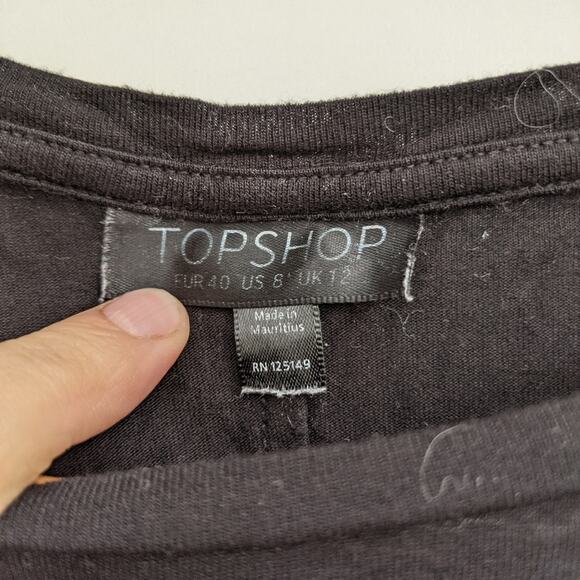 TOPSHOP
EUR 40 US 8 UK 12
Made in
Mauritius
RN 125149